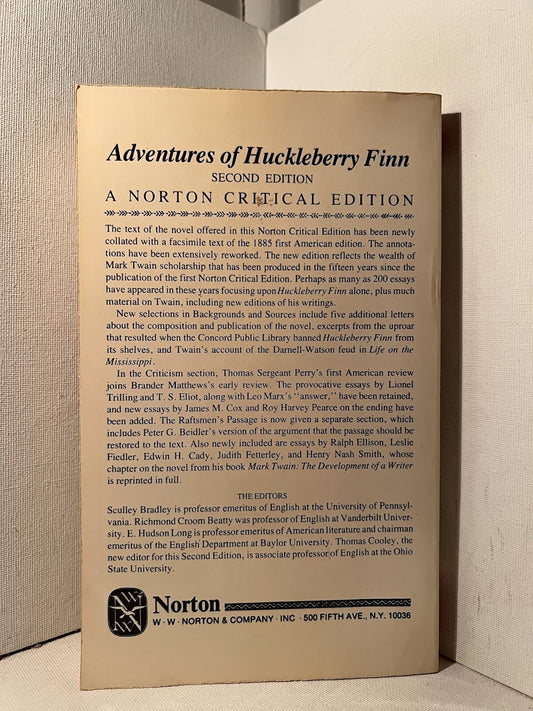 Adventures of Huckleberry Finn
SECOND EDITION
A NORTON CRITICAL EDITION
The text of the novel offered in this Norton Critical Edition has been newly
collated with a facsimile text of the 1885 first American edition. The annota-
tions have been extensively reworked. The new edition reflects the wealth of
Mark Twain scholarship that has been produced in the fifteen years since the
publication of the first Norton Critical Edition. Perhaps as many as 200 essays
have appeared in these years focusing upon Huckleberry Finn alone, plus much
material on Twain, including new editions of his writings.
New selections in Backgrounds and Sources include five additional letters
about the composition and publication of the novel, excerpts from the uproar
that resulted when the Concord Public Library banned Huckleberry Finn from
its shelves, and Twain's account of the Darnell-Watson feud in Life on the
Mississippi.
In the Criticism section, Thomas Sergeant Perry's first American review
joins Brander Matthews's early review. The provocative essays by Lionel
Trilling and T. S. Eliot, along with Leo Marx's "answer," have been retained,
and new essays by James M. Cox and Roy Harvey Pearce on the ending have
been added. The Raftsmen's Passage is now given a separate section, which
includes Peter G. Beidler's version of the argument that the passage should be
restored to the text. Also newly included are essays by Ralph Ellison, Leslie
Fiedler, Edwin H. Cady, Judith Fetterley, and Henry Nash Smith, whose
chapter on the novel from his book Mark Twain: The Development of a Writer
is reprinted in full.
THE EDITORS
Sculley Bradley is professor emeritus of English at the University of Pennsyl-
vania. Richmond Croom Beatty was professor of English at Vanderbilt Univer-
sity. E. Hudson Long is professor emeritus of American literature and chairman
emeritus of the English Department at Baylor University. Thomas Cooley, the
new editor for this Second Edition, is associate professor of English at the Ohio
State University.
Norton
W · W · NORTON & COMPANY · INC · 500 FIFTH AVE., N.Y. 10036